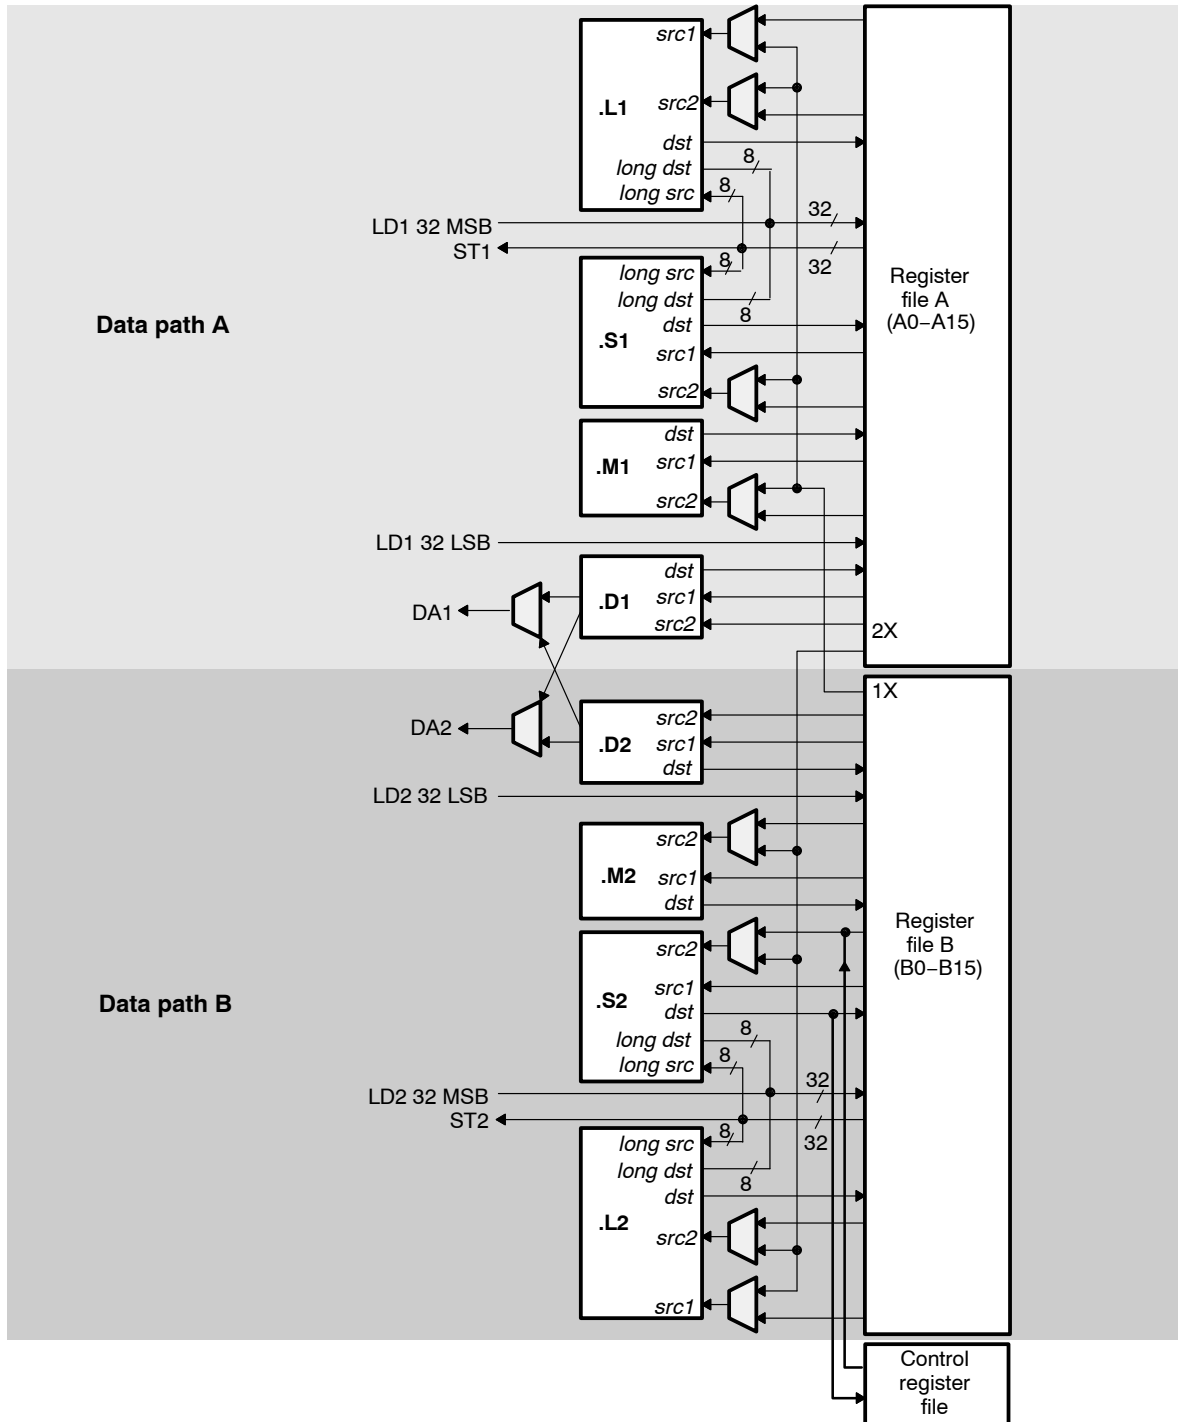 src1
.L1
src2
dst
long dst
8
long src
8
LD1 32 MSB
32
ST1
32
8
long src
long dst
8
Register
file A
(A0–A15)
Data path A
dst
.S1
src1
src2
dst
.M1
src1
src2
LD1 32 LSB
dst
.D1
src1
src2
DA1
2X
1X
DA2
src2
.D2
src1
dst
LD2 32 LSB
src2
.M2
src1
dst
Register
file B
(B0–B15)
src2
Data path B
src1
.S2
dst
long dst
8
long src
8
LD2 32 MSB
32
ST2
32
8
long src
long dst
8
dst
.L2
src2
src1
Control
register
file